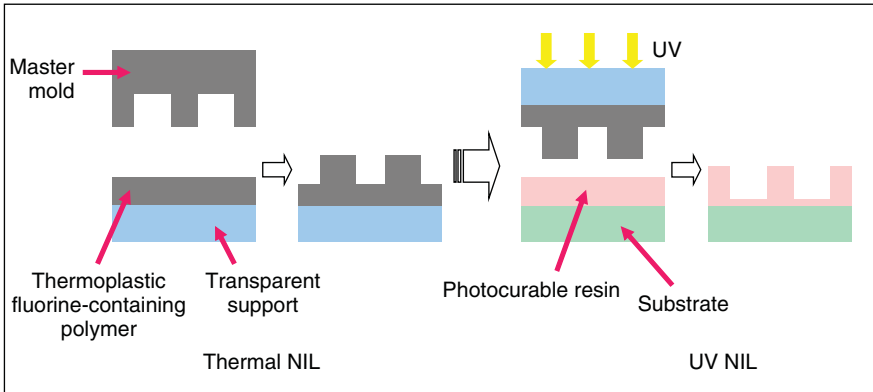 Master
mold
UV
Thermoplastic
fluorine-containing
polymer
Transparent
support
Photocurable resin
Substrate
Thermal NIL
UV NIL